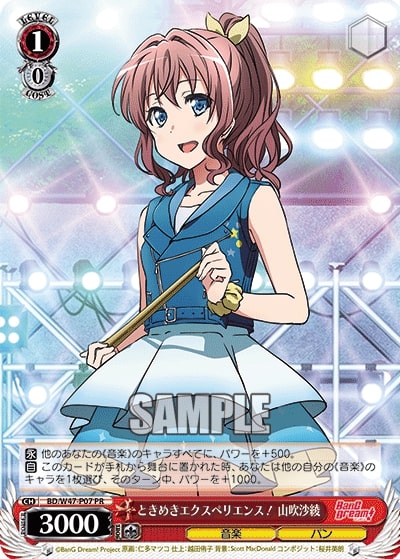 LEVEL
1
0
COST
SAMPLE
永 他のあなたの《音楽》のキャラすべてに、パワーを+500。
自 このカードが手札から舞台に置かれた時、あなたは他の自分の《音楽》のキャラを1枚選び、そのターン中、パワーを+1000。
CH BD/W47-P07 PR
ときめきエクスペリエンス! 山吹沙綾
BanG Dream!
POWER
3000
音楽
パン
©BanG Dream! Project 原画:仁多マツコ 仕上:越田侑子 背景:Scott MacDonald コンポジット:桜井英朗